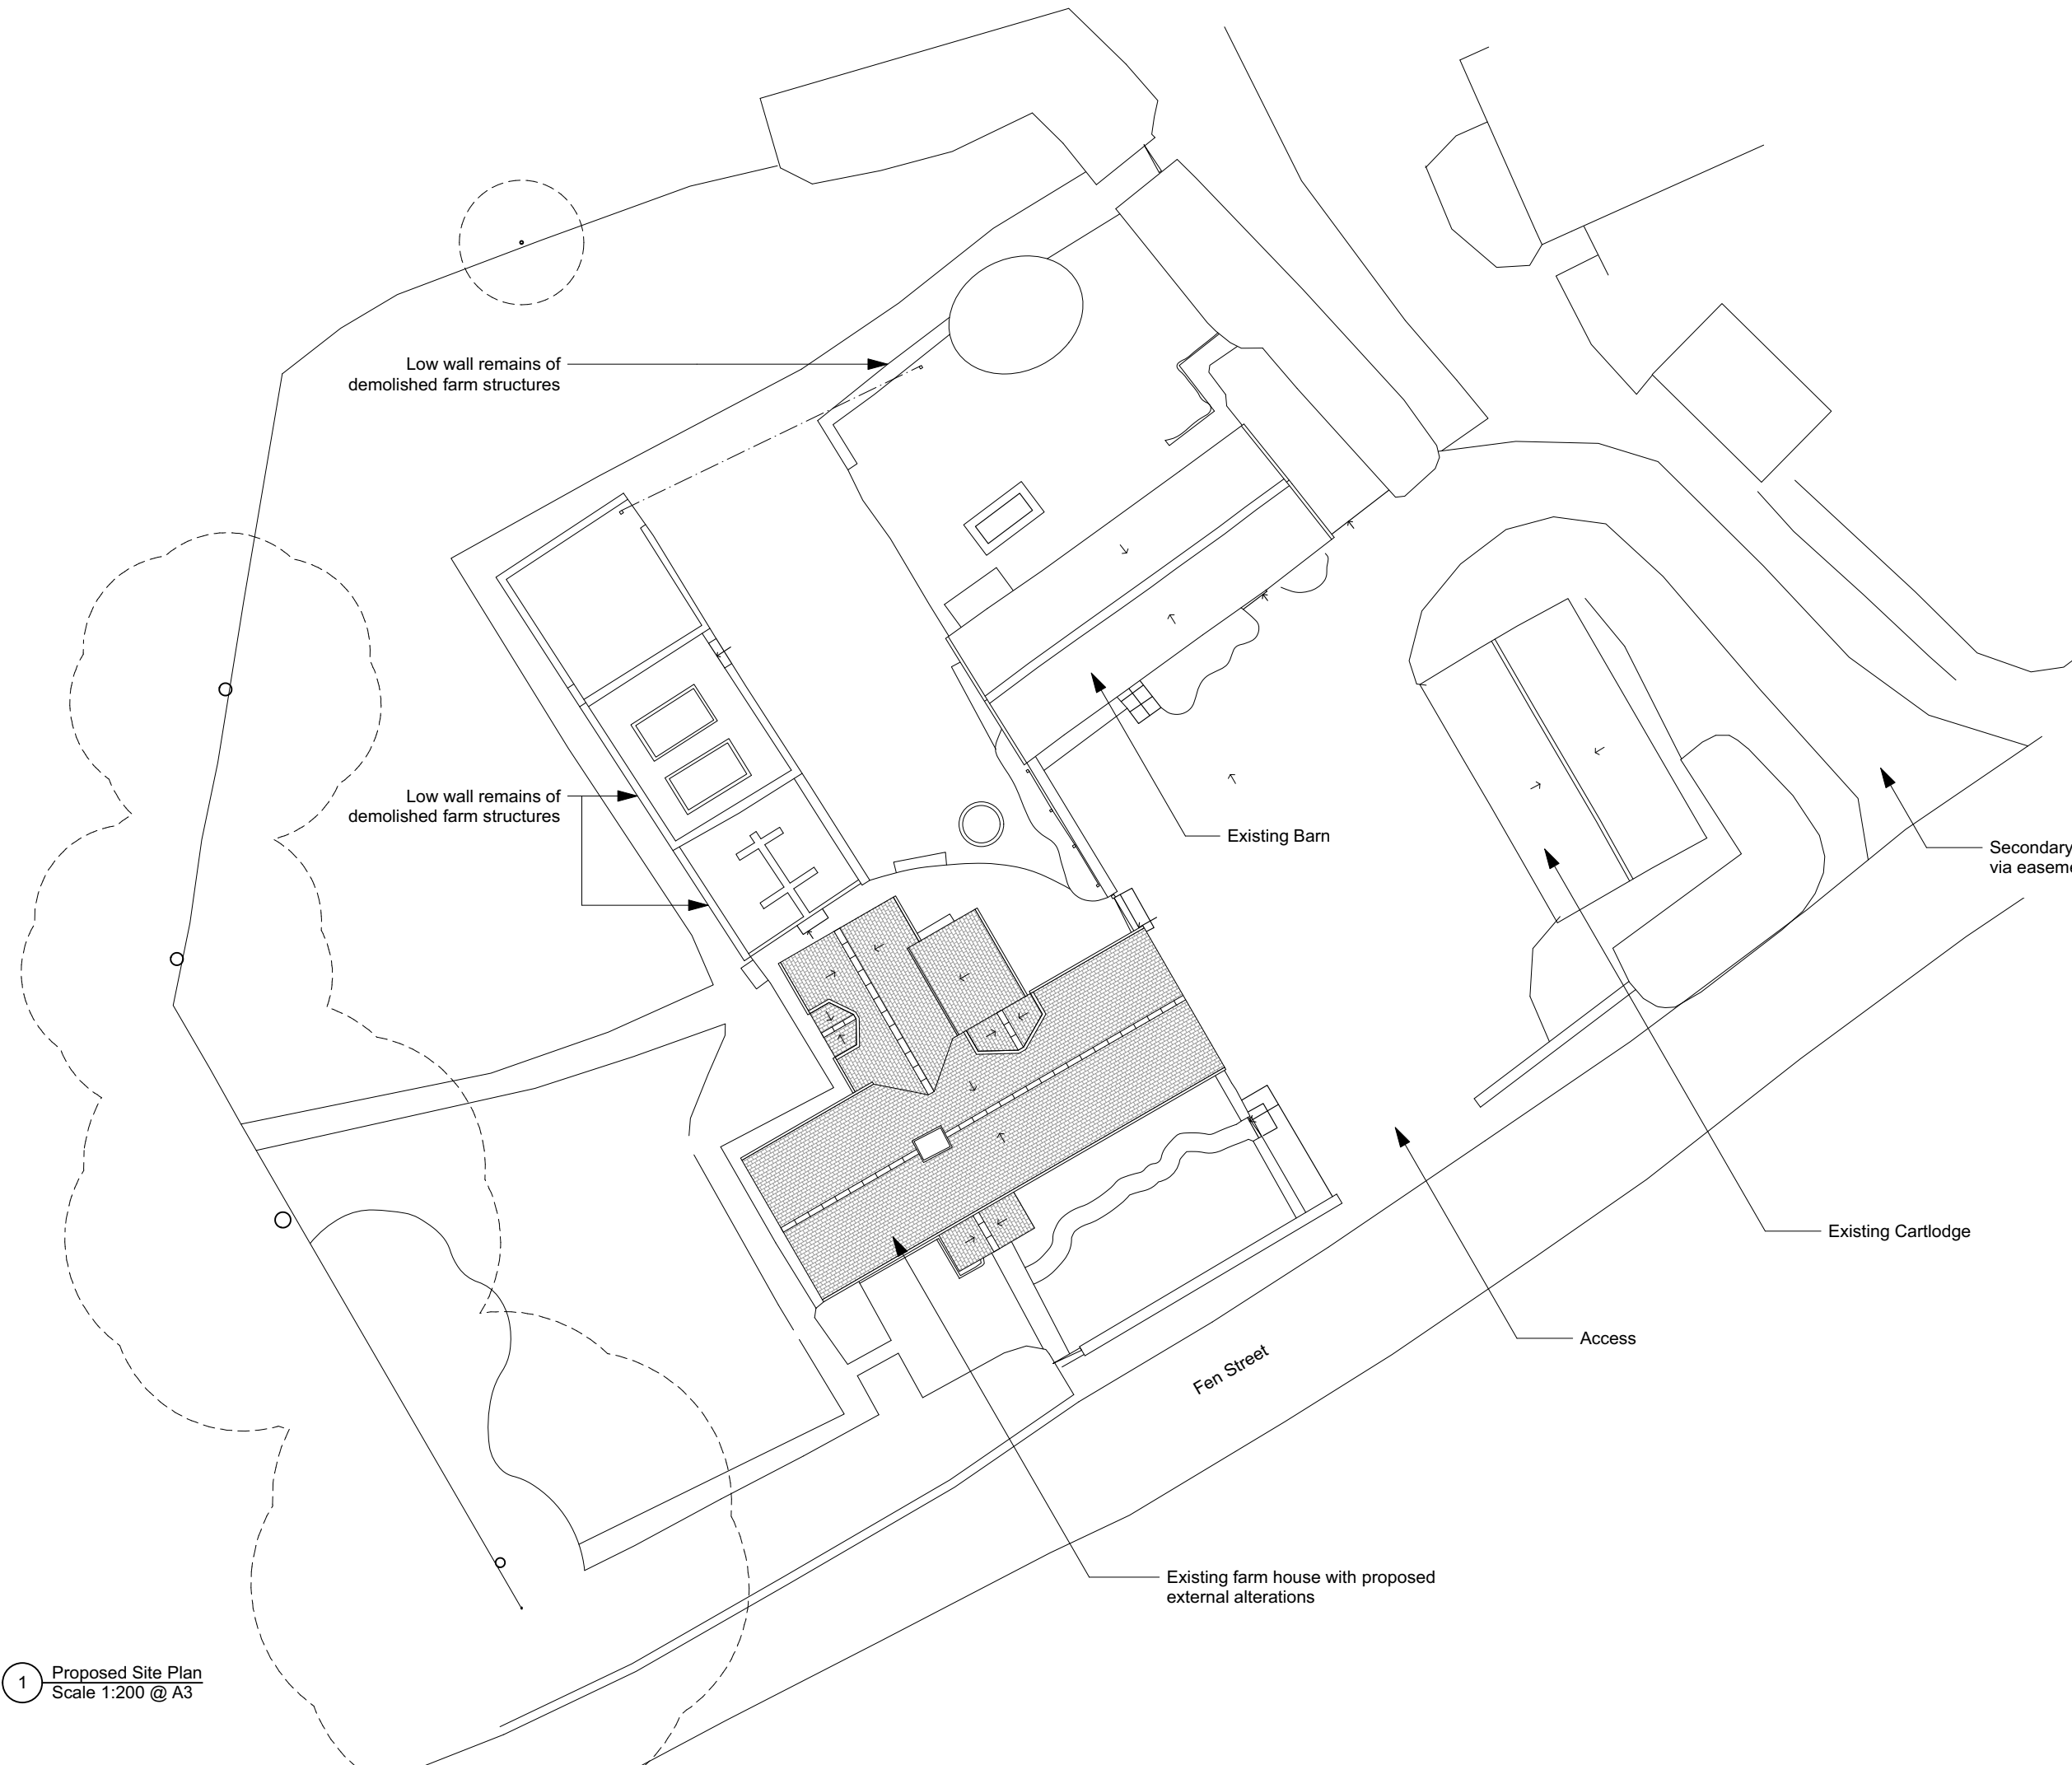 Low wall remains of
demolished farm structures
Low wall remains of
demolished farm structures
Existing Barn
Secondary
via
Existing Cartlodge
Access
Fen Street
Existing farm house with proposed
external alterations
1
Proposed Site Plan
Scale 1:200 @ A3